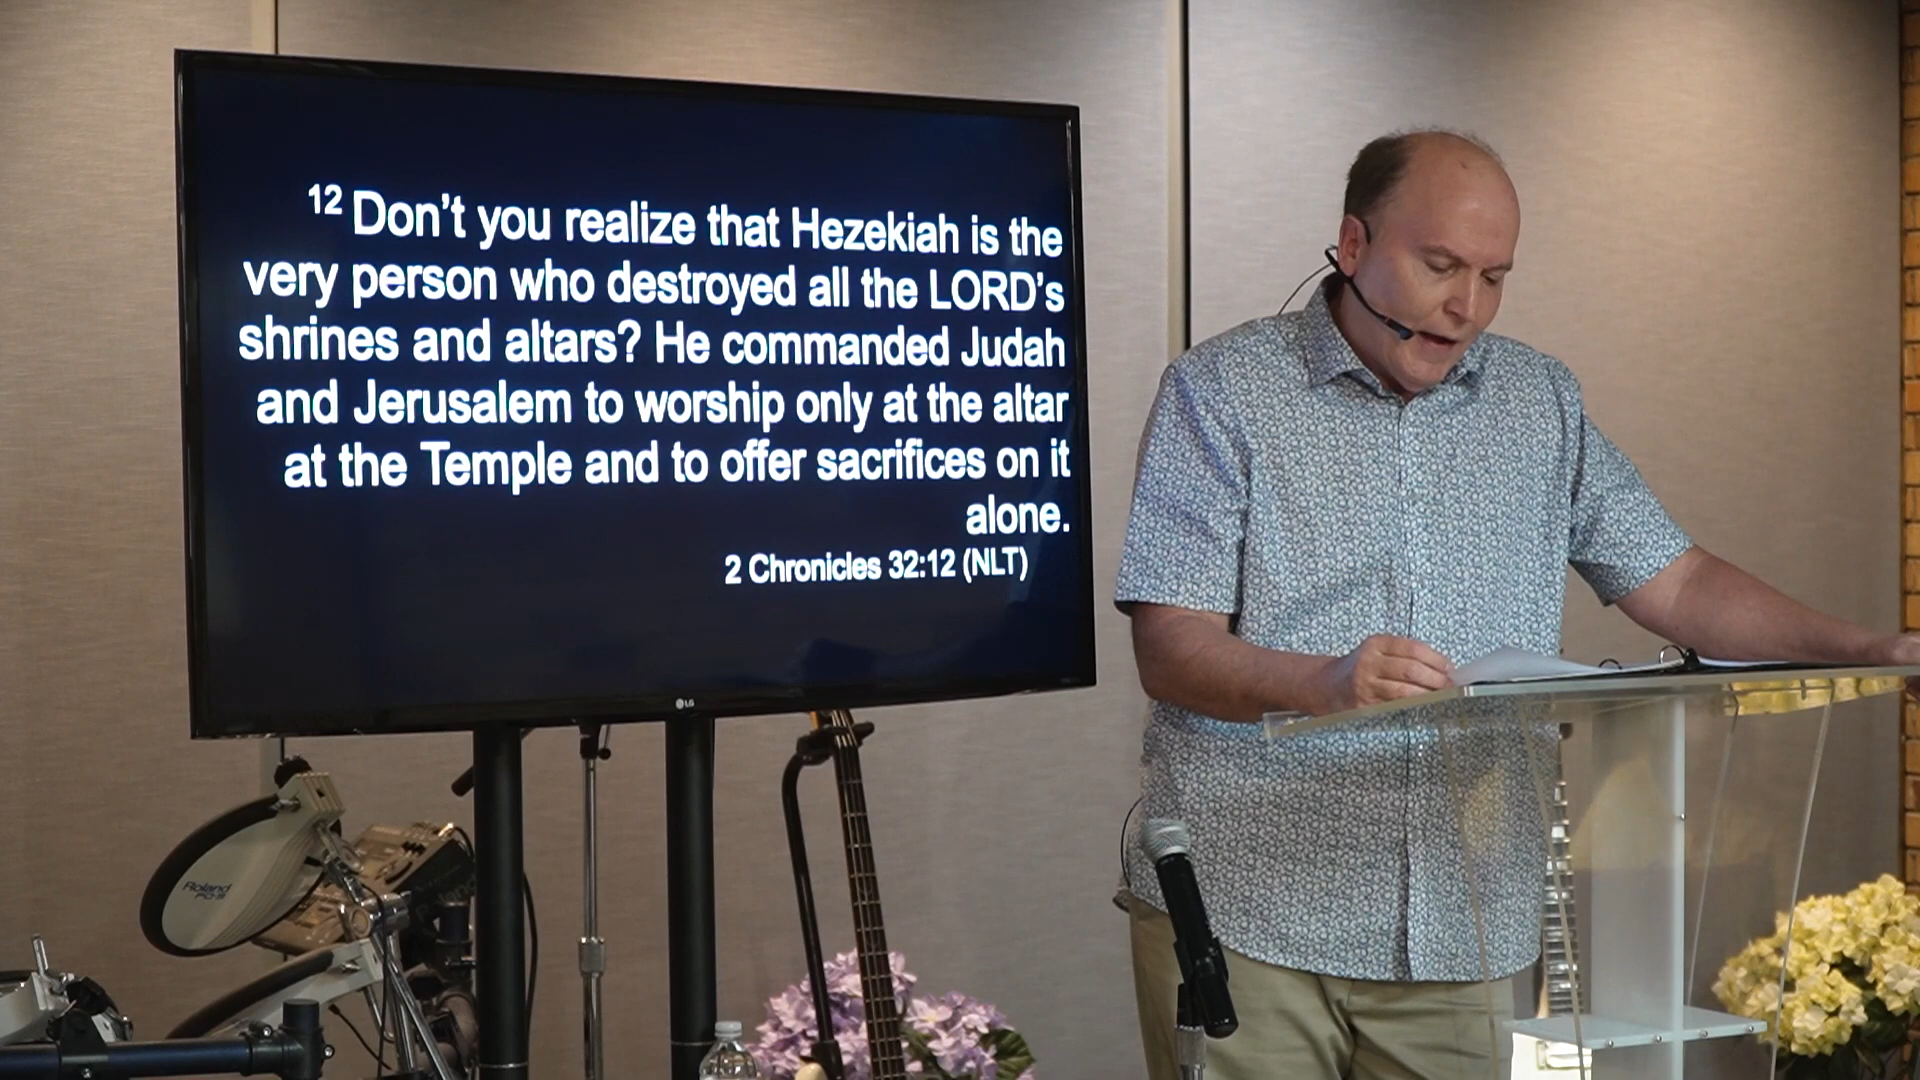 12 Don't you realize that Hezekiah is the
very person who destroyed all the LORD's
shrines and altars? He commanded Judah
and Jerusalem to worship only at the altar
at the Temple and to offer sacrifices on it
alone.
2 Chronicles 32:12 (NLT)
LG
Roland